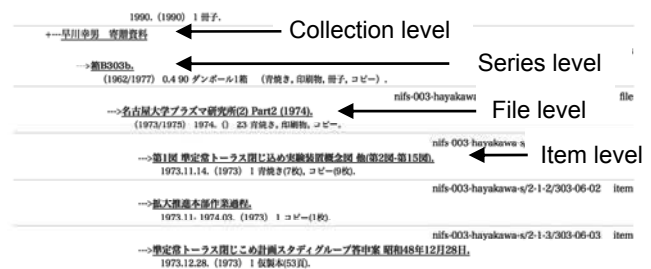 1990. (1990) 1 冊子.
+---早川幸男 寄贈資料
Collection level
--->箱B303b.
Series level
(1962/1977) 0.4 90 ダンボール1箱 (青焼き, 印刷物, 冊子, コピー) .
nifs-003-hayakawa
file
--->名古屋大学プラズマ研究所(2) Part2 (1974).
File level
(1973/1975) 1974. () 23 青焼き, 印刷物, コピー.
nifs-003-hayakawa-s
--->第1図 準定常トーラス閉じ込め実験装置概念図 他(第2図-第15図).
Item level
1973.11.14. (1973) 1 青焼き(7枚), コピー(9枚).
nifs-003-hayakawa-s/2-1-2/303-06-02 item
--->拡大推進本部作業過程.
1973.11- 1974.03. (1973) 1 コピー(1枚).
nifs-003-hayakawa-s/2-1-3/303-06-03 item
--->準定常トーラス閉じこめ計画スタディグループ答申案 昭和48年12月28日.
1973.12.28. (1973) 1 仮製本(53頁).